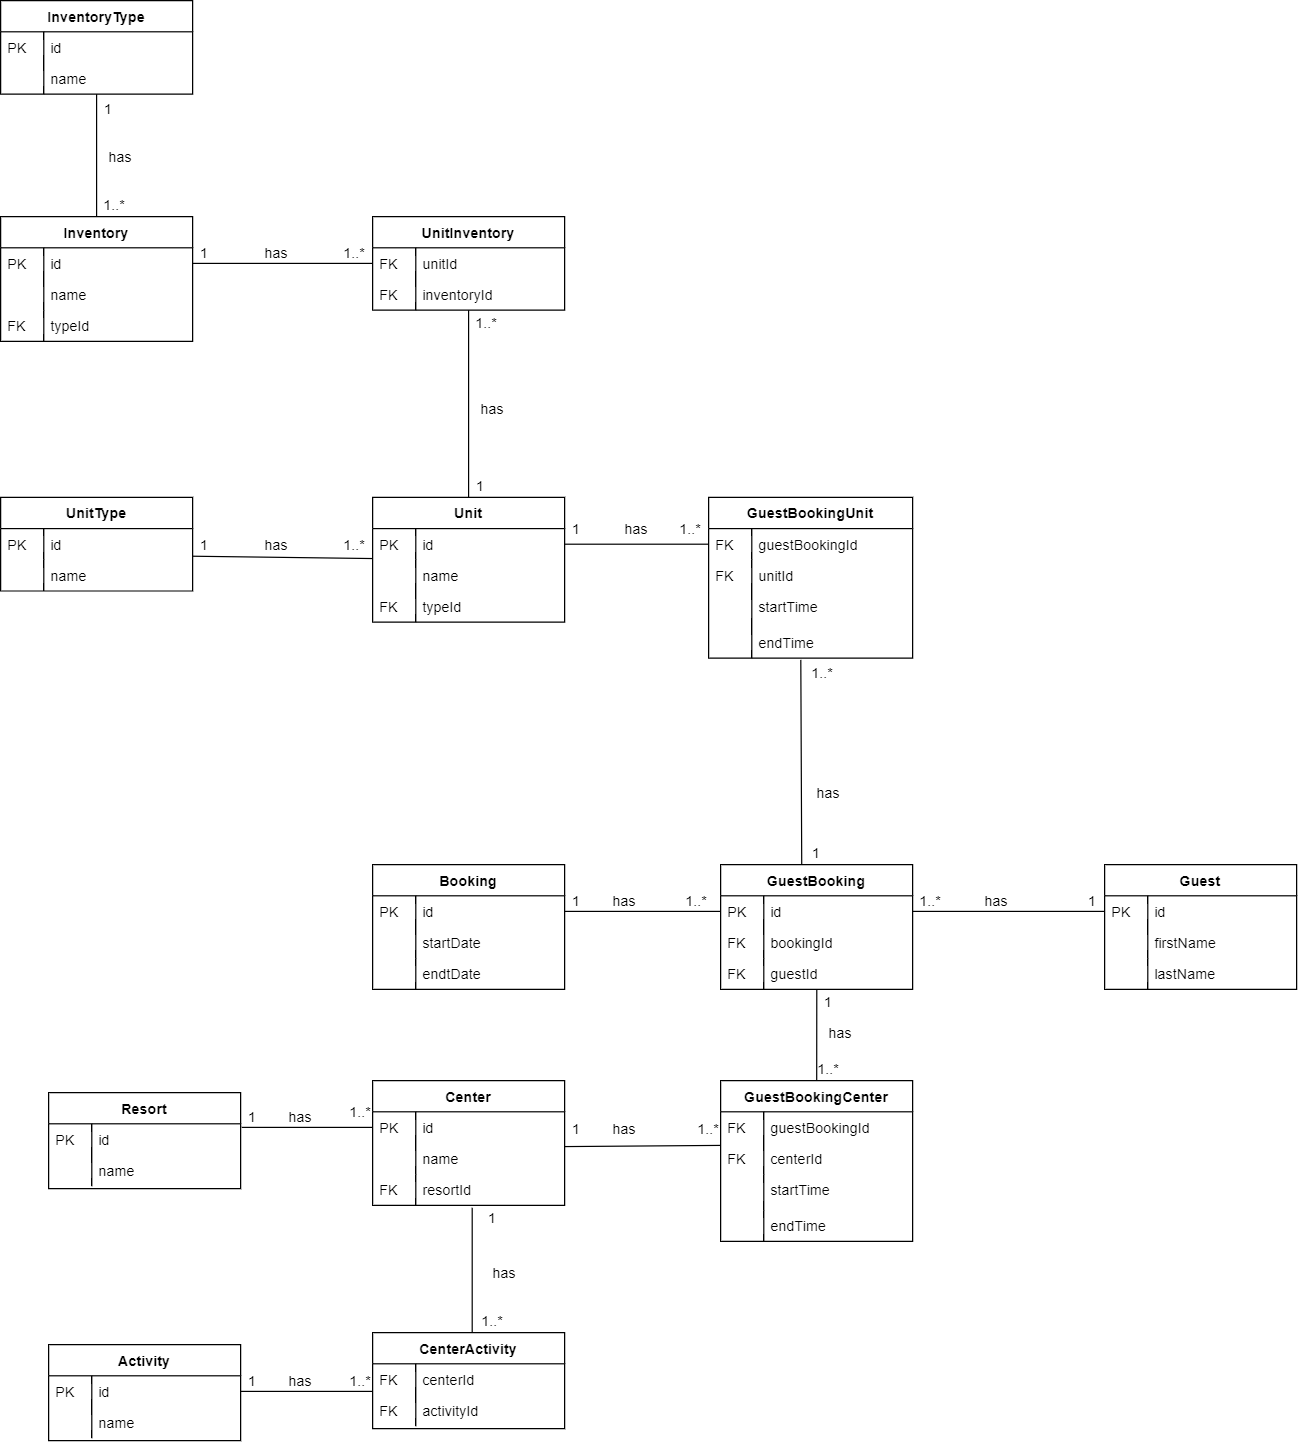 InventoryType
PK id
name
1
has
1..*
Inventory
PK id
name
FK typeId
1 has 1..*
UnitInventory
FK unitId
FK inventoryId
1..*
has
1
UnitType
PK id
name
1 has 1..*
Unit
PK id
name
FK typeId
1 has 1..*
GuestBookingUnit
FK guestBookingId
FK unitId
startTime
endTime
1..*
has
1
Booking
PK id
startDate
endtDate
1 has 1..*
GuestBooking
PK id
FK bookingId
FK guestId
1..* has 1
Guest
PK id
firstName
lastName
1
has
1..*
Resort
PK id
name
1 has 1..*
Center
PK id
name
FK resortId
1 has 1..*
GuestBookingCenter
FK guestBookingId
FK centerId
startTime
endTime
1
has
1..*
Activity
PK id
name
1 has 1..*
CenterActivity
FK centerId
FK activityId